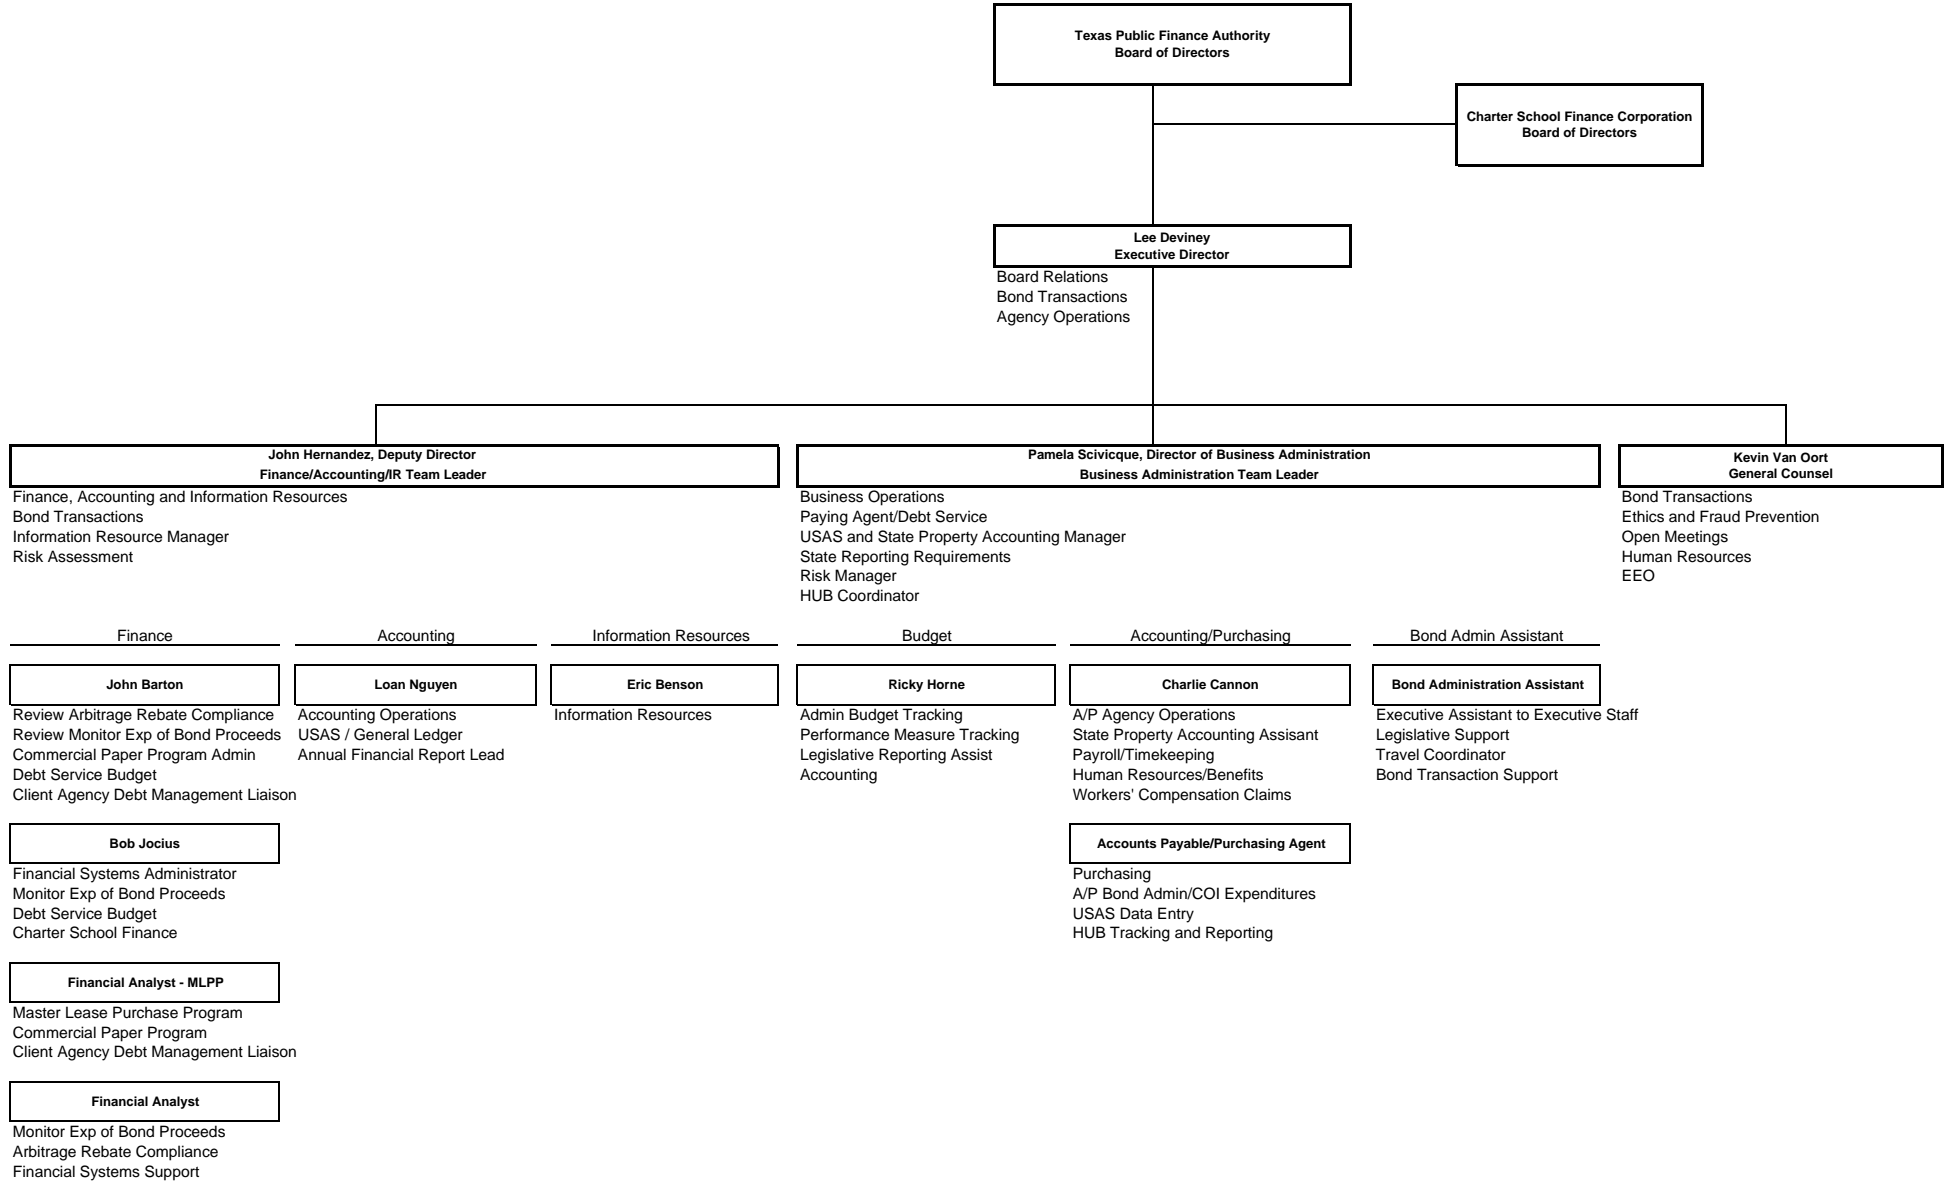 Texas Public Finance Authority
Board of Directors
Charter School Finance Corporation
Board of Directors
Lee Deviney
Executive Director
Board Relations
Bond Transactions
Agency Operations
John Hernandez, Deputy Director
Finance/Accounting/IR Team Leader
Finance, Accounting and Information Resources
Bond Transactions
Information Resource Manager
Risk Assessment
Pamela Scivicque, Director of Business Administration
Business Administration Team Leader
Business Operations
Paying Agent/Debt Service
USAS and State Property Accounting Manager
State Reporting Requirements
Risk Manager
HUB Coordinator
Kevin Van Oort
General Counsel
Bond Transactions
Ethics and Fraud Prevention
Open Meetings
Human Resources
EEO
Finance
John Barton
Review Arbitrage Rebate Compliance
Review Monitor Exp of Bond Proceeds
Commercial Paper Program Admin
Debt Service Budget
Client Agency Debt Management Liaison
Bob Jocius
Financial Systems Administrator
Monitor Exp of Bond Proceeds
Debt Service Budget
Charter School Finance
Financial Analyst - MLPP
Master Lease Purchase Program
Commercial Paper Program
Client Agency Debt Management Liaison
Financial Analyst
Monitor Exp of Bond Proceeds
Arbitrage Rebate Compliance
Financial Systems Support
Accounting
Loan Nguyen
Accounting Operations
USAS / General Ledger
Annual Financial Report Lead
Information Resources
Eric Benson
Information Resources
Budget
Ricky Horne
Admin Budget Tracking
Performance Measure Tracking
Legislative Reporting Assist
Accounting
Accounting/Purchasing
Charlie Cannon
A/P Agency Operations
State Property Accounting Assisant
Payroll/Timekeeping
Human Resources/Benefits
Workers' Compensation Claims
Accounts Payable/Purchasing Agent
Purchasing
A/P Bond Admin/COI Expenditures
USAS Data Entry
HUB Tracking and Reporting
Bond Admin Assistant
Bond Administration Assistant
Executive Assistant to Executive Staff
Legislative Support
Travel Coordinator
Bond Transaction Support